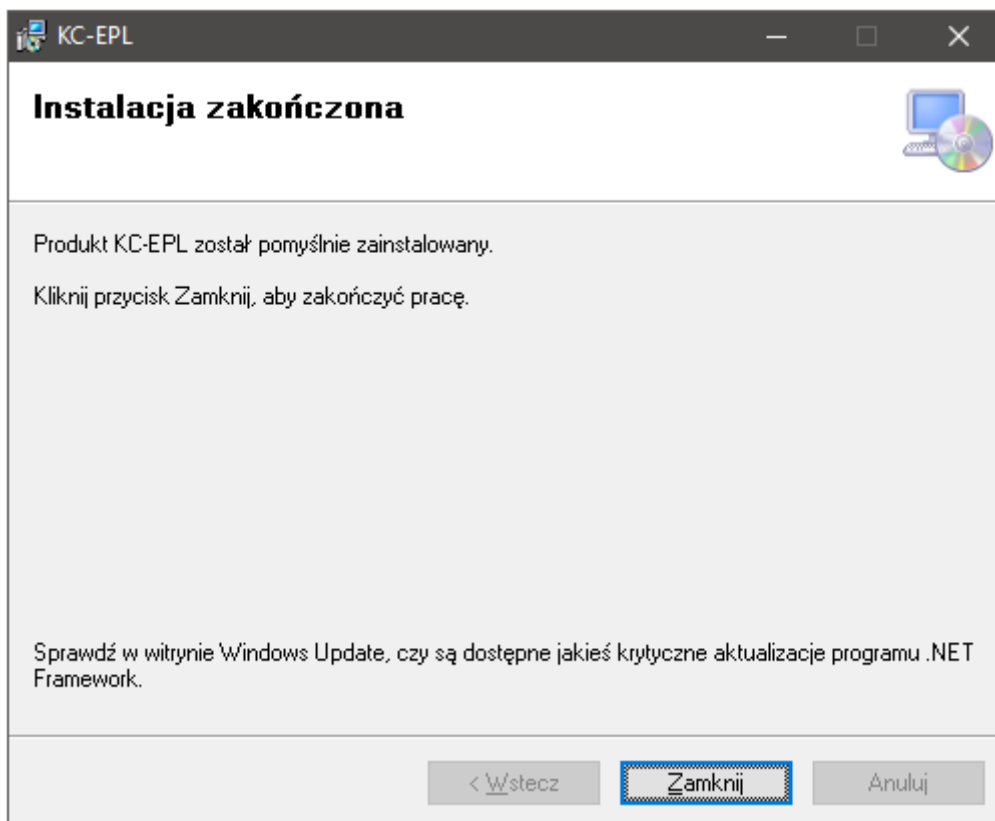 KC-EPL
Instalacja zakończona
Produkt KC-EPL został pomyślnie zainstalowany.
Kliknij przycisk Zamknij, aby zakończyć pracę.
Sprawdź w witrynie Windows Update, czy są dostępne jakieś krytyczne aktualizacje programu .NET
Framework.
< Wstecz
Zamknij
Anuluj